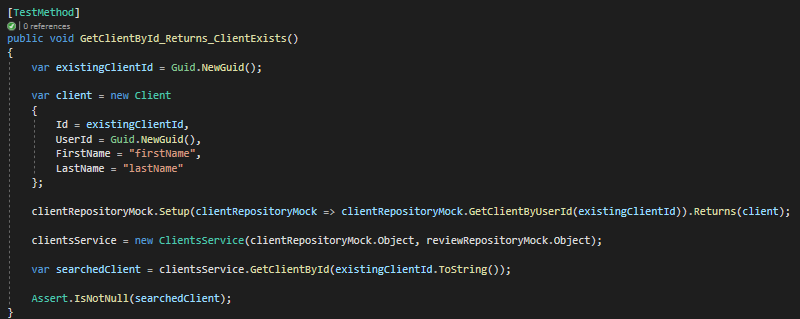 [TestMethod]
| 0 references
public void GetClientById_Returns_ClientExists()
{
var existingClientId = Guid.NewGuid();
var client = new Client
{
Id = existingClientId,
UserId = Guid.NewGuid(),
FirstName = "firstName",
LastName = "lastName"
};
clientRepositoryMock.Setup(clientRepositoryMock => clientRepositoryMock.GetClientByUserId(existingClientId)).Returns(client);
clientsService = new ClientsService(clientRepositoryMock.Object, reviewRepositoryMock.Object);
var searchedClient = clientsService.GetClientById(existingClientId.ToString());
Assert.IsNotNull(searchedClient);
}